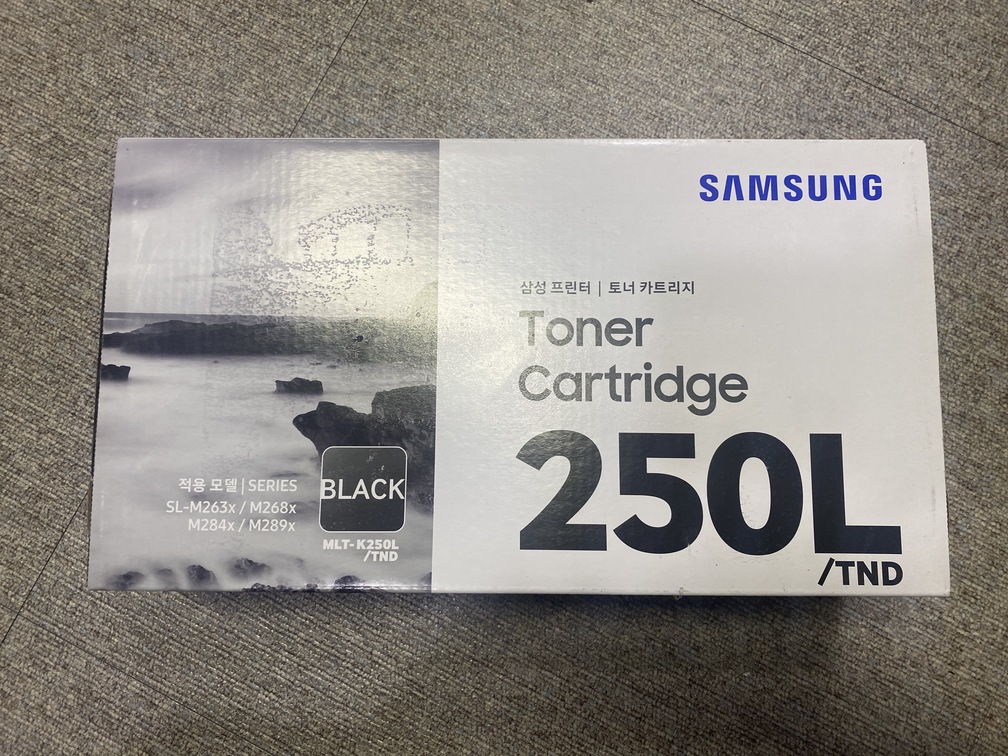 SAMSUNG
삼성 프린터 | 토너 카트리지
Toner
Cartridge
250L
/TND
적용 모델 | SERIES
SL-M263x / M268x
M284x / M289x
BLACK
MLT-K250L
/TND